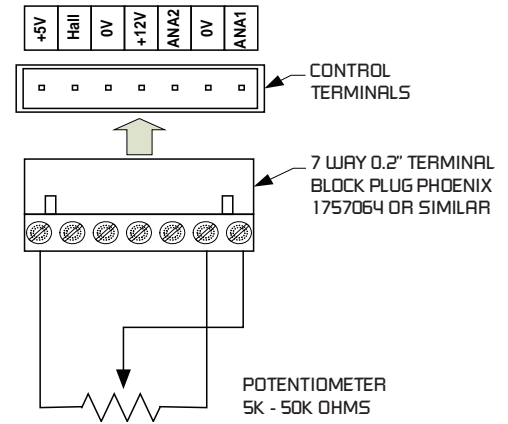 +5V
Hall
0V
+12V
ANA2
0V
ANA1
CONTROL
TERMINALS
7 WAY 0.2" TERMINAL
BLOCK PLUG PHOENIX
1757064 OR SIMILAR
POTENTIOMETER
5K - 50K OHMS